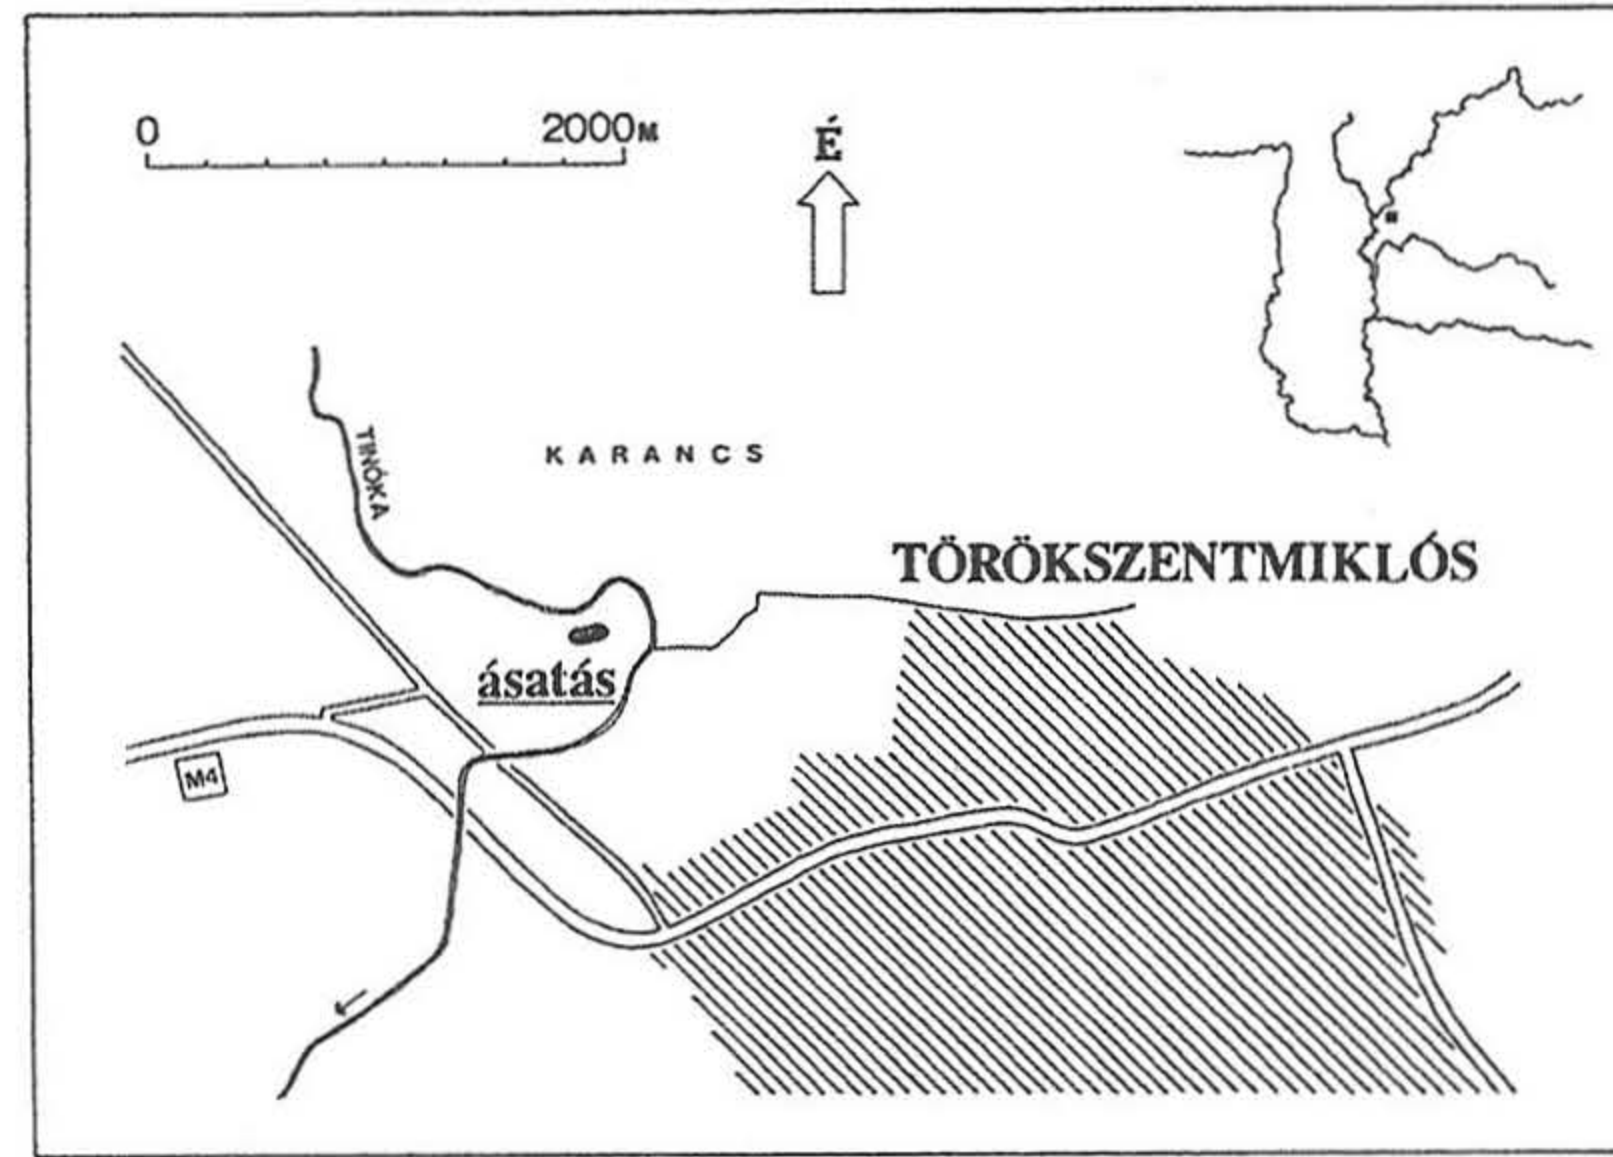 0 2000M
É
TINÓKA
KARANCS
TÖRÖKSZENTMIKLÓS
ásatás
M4